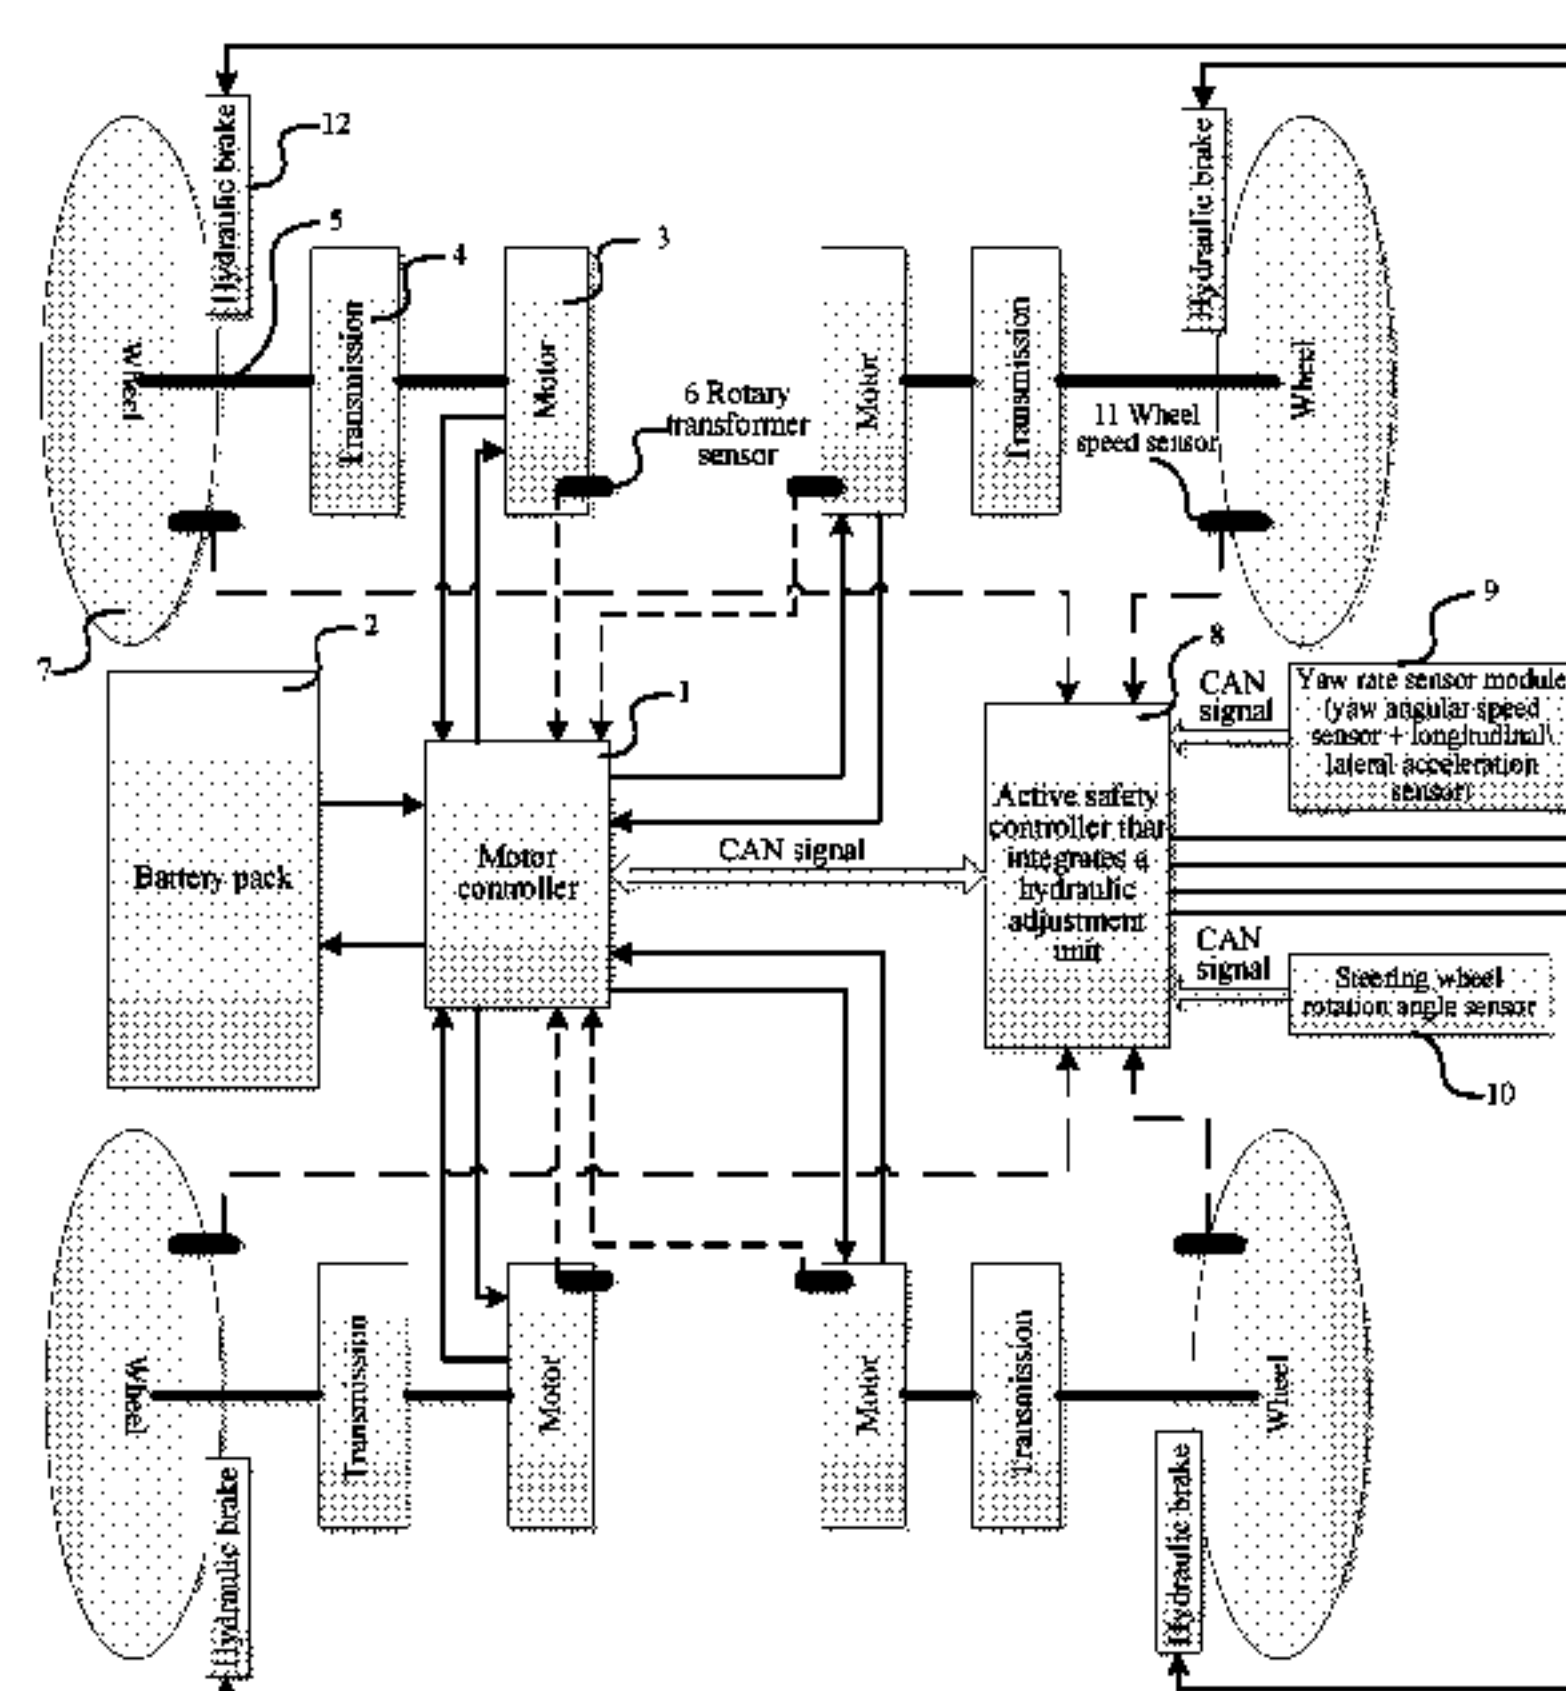 Hydraulic brake
12
5
4
3
Wheel
Transmission
Motor
6 Rotary
transformer
sensor
Motor
Transmission
11 Wheel
speed sensor
Hydraulic brake
Wheel
7
2
1
8
9
CAN
signal
Yaw rate sensor module
(yaw angular speed
sensor + longitudinal\
lateral acceleration
sensor)
Battery pack
Motor
controller
CAN signal
Active safety
controller that
integrates a
hydraulic
adjustment
unit
CAN
signal
Steering wheel
rotation angle sensor
10
Wheel
Hydraulic brake
Transmission
Motor
Motor
Transmission
Hydraulic brake
Wheel